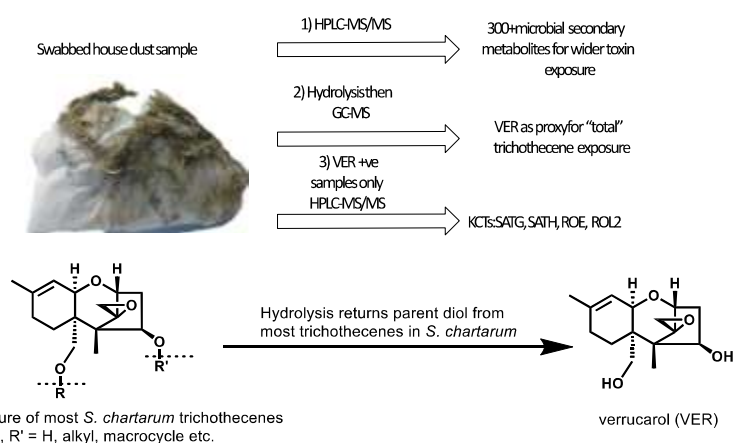 Swabbed house dust sample
1) HPLC-MS/MS
300+microbial secondary
metabolites for wider toxin
exposure
2) Hydrolysis then
GC-MS
VER as proxy for "total"
trichothecene exposure
3) VER +ve
samples only
HPLC-MS/MS
KCTs:SATG, SATH, ROE, ROL2
H
H
O
O
O
R'
O
R
Hydrolysis returns parent diol from
most trichothecenes in S. chartarum
H
H
O
O
OH
HO
ure of most S. chartarum trichothecenes
, R' = H, alkyl, macrocycle etc.
verrucarol (VER)